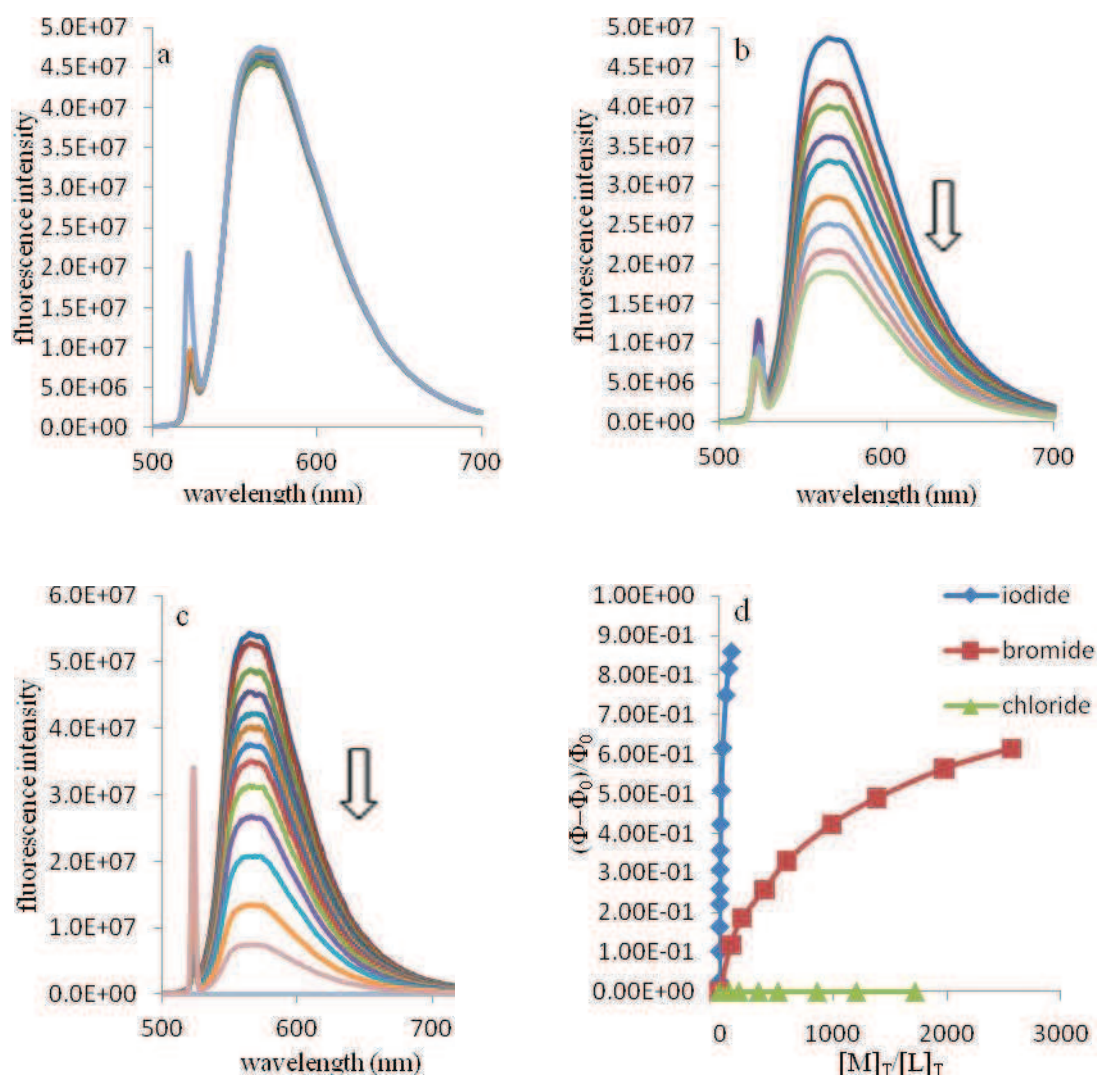 a
fluorescence intensity
5.0E+07
4.5E+07
4.0E+07
3.5E+07
3.0E+07
2.5E+07
2.0E+07
1.5E+07
1.0E+07
5.0E+06
0.0E+00
500 600 700
wavelength (nm)
b
fluorescence intensity
5.0E+07
4.5E+07
4.0E+07
3.5E+07
3.0E+07
2.5E+07
2.0E+07
1.5E+07
1.0E+07
5.0E+06
0.0E+00
500 600 700
wavelength (nm)
c
fluorescence intensity
6.0E+07
5.0E+07
4.0E+07
3.0E+07
2.0E+07
1.0E+07
0.0E+00
500 600 700
wavelength (nm)
d
(Φ–Φ₀)/Φ₀
1.00E+00
9.00E-01
8.00E-01
7.00E-01
6.00E-01
5.00E-01
4.00E-01
3.00E-01
2.00E-01
1.00E-01
0.00E+00
0 1000 2000 3000
[M]T/[L]T
iodide
bromide
chloride